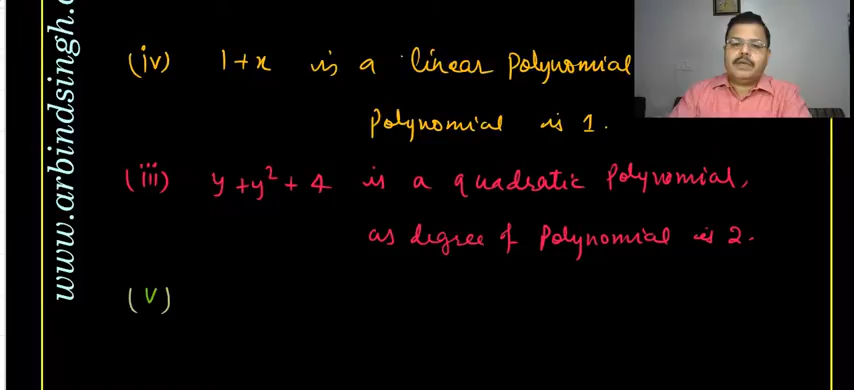 www.arbindsingh.c
(iv) 1+x is a linear polynomial
polynomial is 1.
(iii) y+y²+4 is a quadratic polynomial,
as degree of polynomial is 2.
(v)